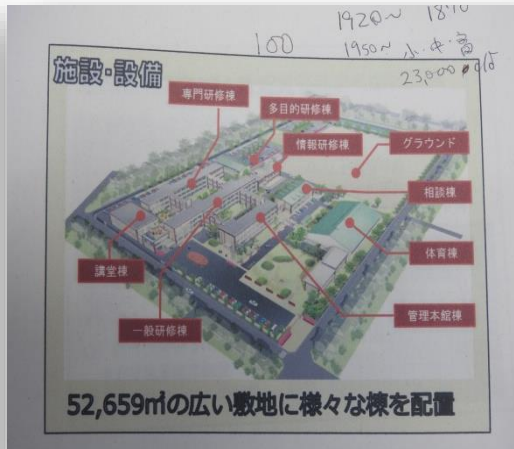 1920~ 18
100
1950~ 小・中・高
23,000
施設・設備
専門研修棟
多目的研修棟
情報研修棟
グラウンド
相談棟
講堂棟
体育棟
一般研修棟
管理本館棟
52,659㎡の広い敷地に様々な棟を配置